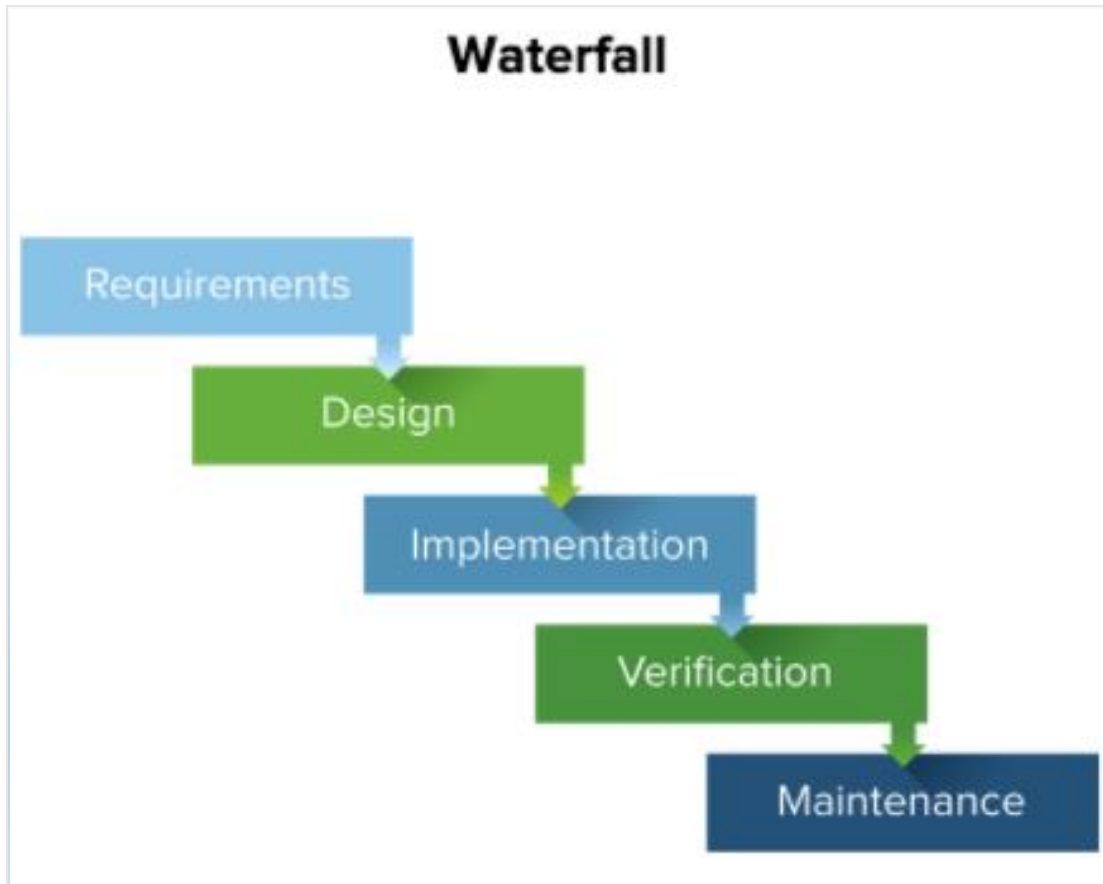 Waterfall
Requirements
Design
Implementation
Verification
Maintenance